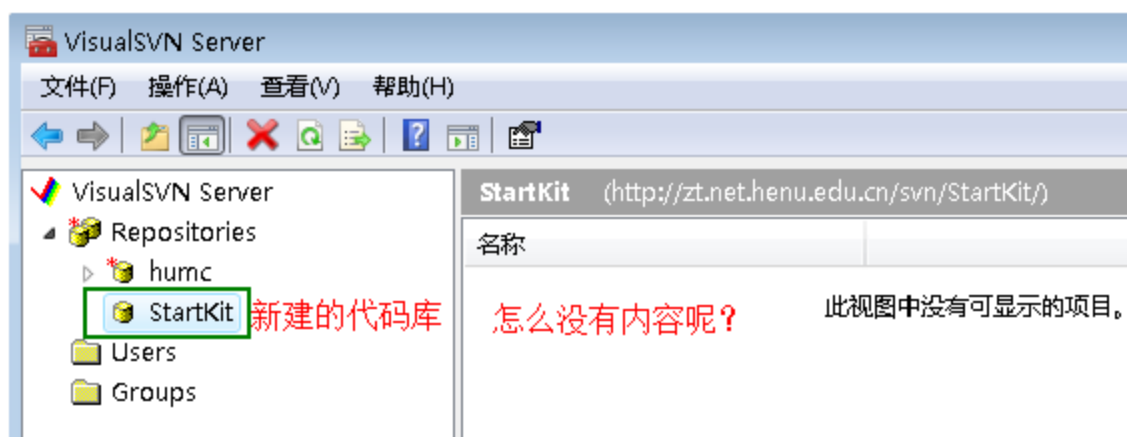 VisualSVN Server
文件(F) 操作(A) 查看(V) 帮助(H)
VisualSVN Server
StartKit (http://zt.net.henu.edu.cn/svn/StartKit/)
Repositories
名称
humc
StartKit 新建的代码库
怎么没有内容呢？
此视图中没有可显示的项目。
Users
Groups